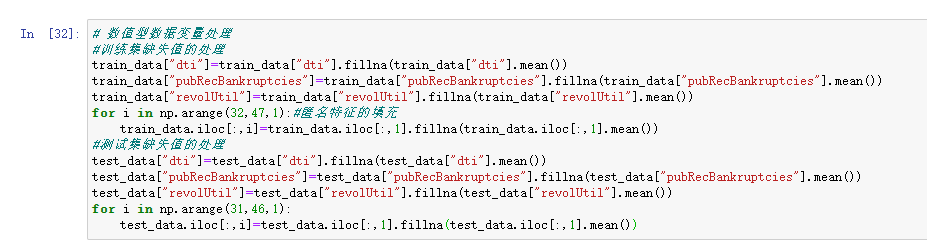 In [32]: # 数值型数据变量处理
#训练集缺失值的处理
train_data["dti"]=train_data["dti"].fillna(train_data["dti"].mean())
train_data["pubRecBankruptcies"]=train_data["pubRecBankruptcies"].fillna(train_data["pubRecBankruptcies"].mean())
train_data["revolUtil"]=train_data["revolUtil"].fillna(train_data["revolUtil"].mean())
for i in np.arange(32,47,1):#匿名特征的填充
    train_data.iloc[:,i]=train_data.iloc[:,1].fillna(train_data.iloc[:,1].mean())
#测试集缺失值的处理
test_data["dti"]=test_data["dti"].fillna(test_data["dti"].mean())
test_data["pubRecBankruptcies"]=test_data["pubRecBankruptcies"].fillna(test_data["pubRecBankruptcies"].mean())
test_data["revolUtil"]=test_data["revolUtil"].fillna(test_data["revolUtil"].mean())
for i in np.arange(31,46,1):
    test_data.iloc[:,i]=test_data.iloc[:,1].fillna(test_data.iloc[:,1].mean())